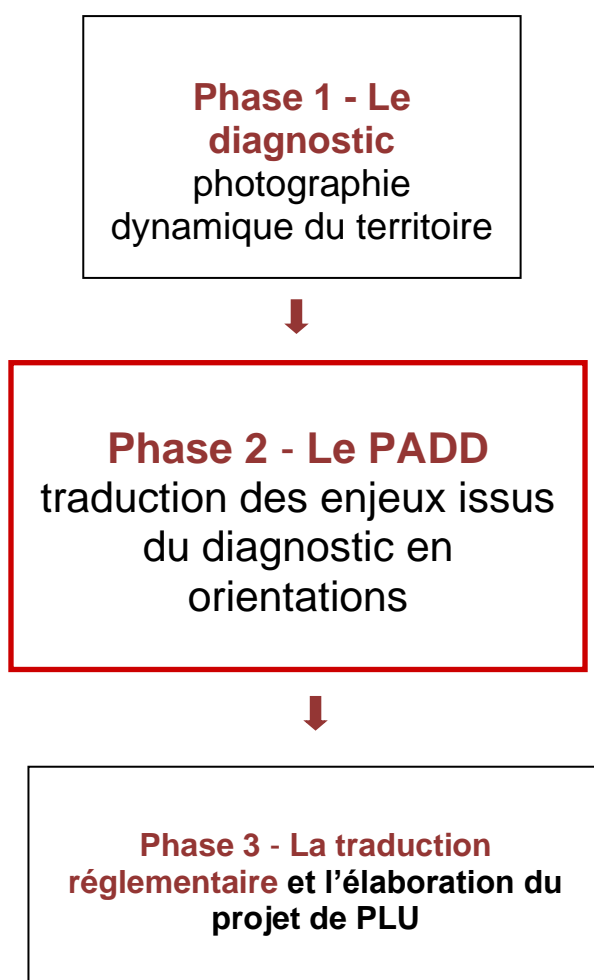 Phase 1 - Le
diagnostic
photographie
dynamique du territoire
Phase 2 - Le PADD
traduction des enjeux issus
du diagnostic en
orientations
Phase 3 - La traduction
réglementaire et l’élaboration du
projet de PLU